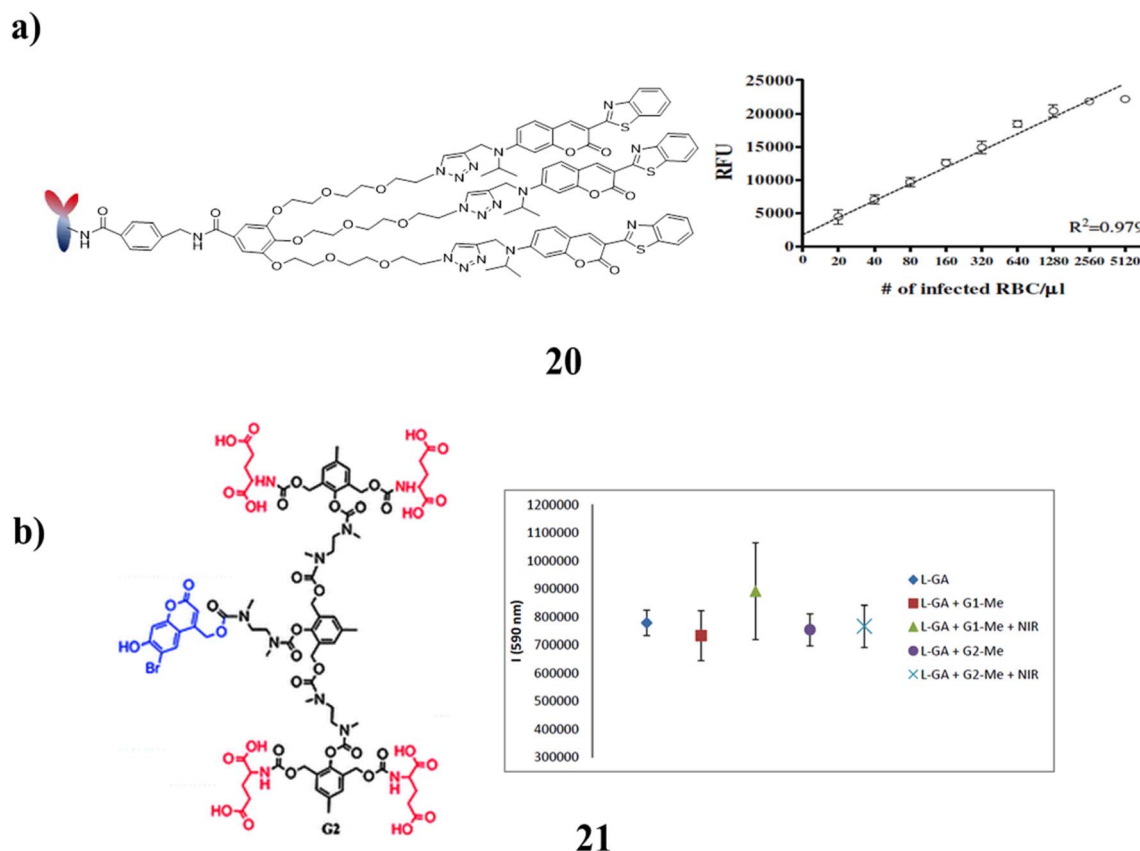 a)
25000
20000
15000
10000
5000
0
RFU
0 20 40 80 160 320 640 1280 2560 5120
R²=0.979
# of infected RBC/µl
NH
O
N
H
O
O
O
O
O
O
O
O
O
O
N
N=N
N
N
N=N
N
N
N=N
N
O
O
N
S
O
O
N
S
O
O
N
S
20
b)
HO
O
O
OH
NH
O
O
O
O
O
NH
O
OH
O
HO
O
O
N
N
O
O
O
O
HO
Br
O
O
N
N
O
O
O
O
O
N
N
O
O
OH
O
O
HO
N
H
O
O
O
O
O
NH
O
OH
O
OH
G2
1200000
1100000
1000000
900000
800000
700000
600000
500000
400000
300000
I (590 nm)
L-GA
L-GA + G1-Me
L-GA + G1-Me + NIR
L-GA + G2-Me
L-GA + G2-Me + NIR
21